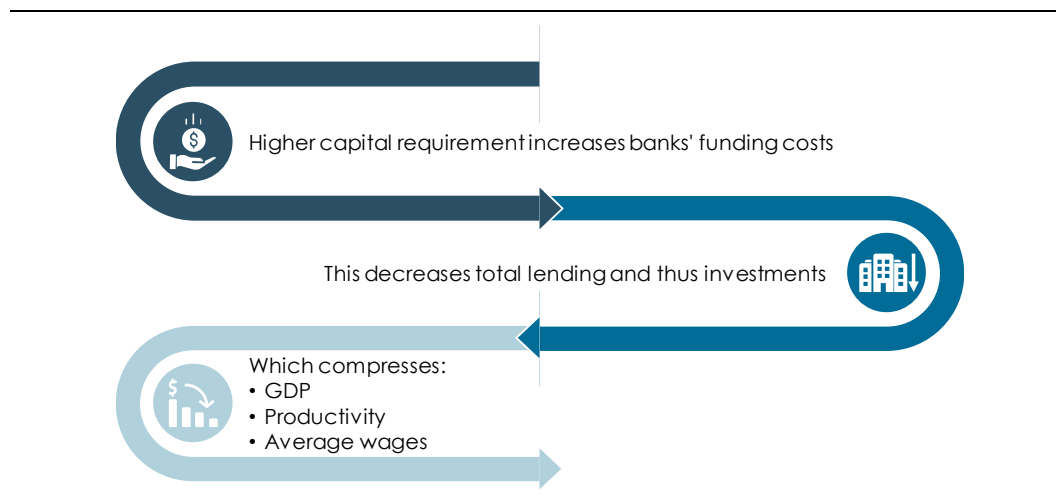 $
Higher capital requirement increases banks' funding costs
This decreases total lending and thus investments
$
Which compresses:
• GDP
• Productivity
• Average wages